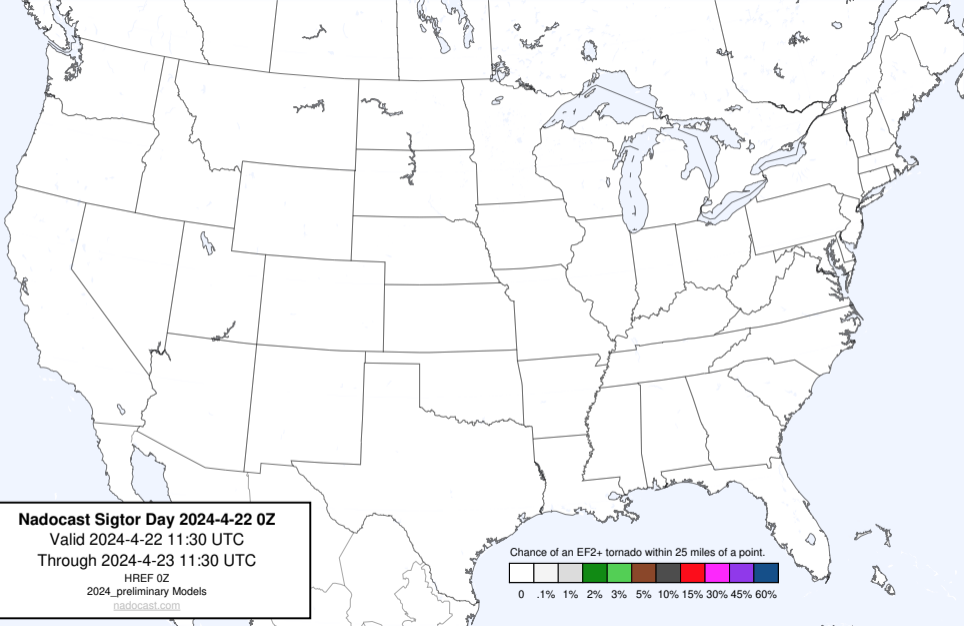 Nadocast Sigtor Day 2024-4-22 0Z
Valid 2024-4-22 11:30 UTC
Through 2024-4-23 11:30 UTC
HREF 0Z
2024_preliminary Models
nadocast.com
Chance of an EF2+ tornado within 25 miles of a point.
0 .1% 1% 2% 3% 5% 10% 15% 30% 45% 60%